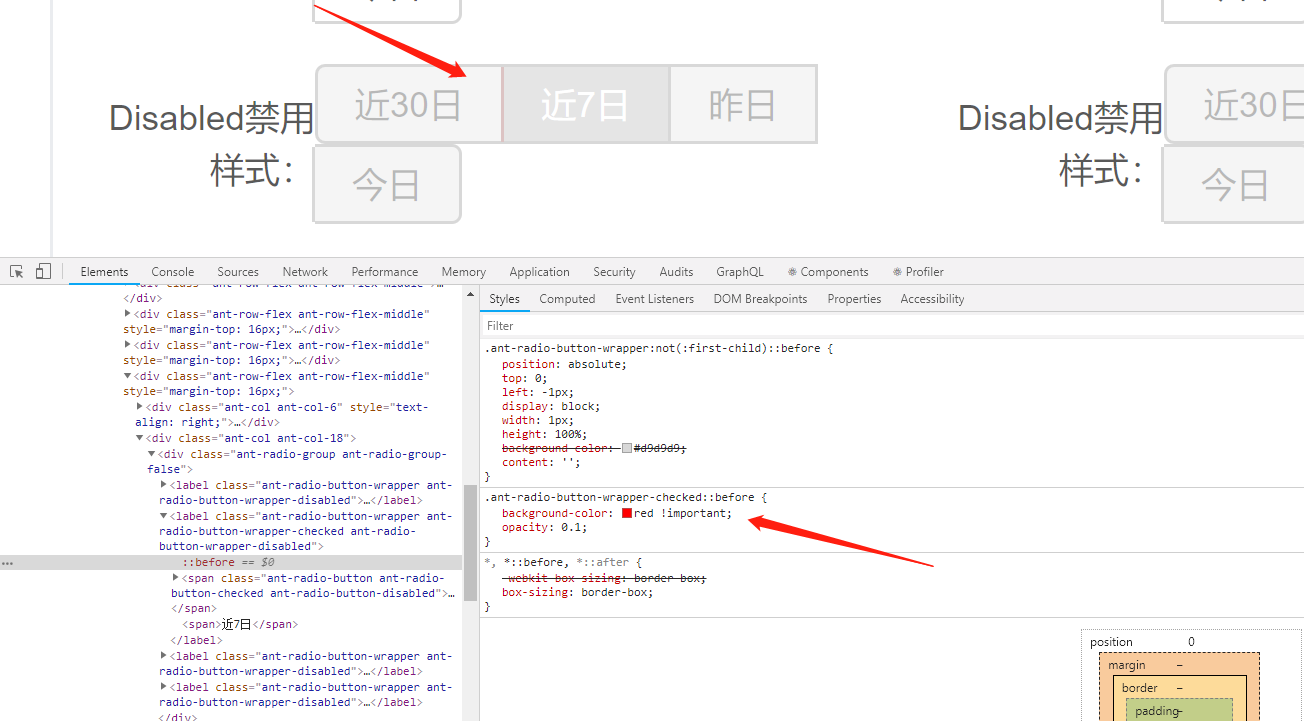 近30日
近7日
昨日
Disabled禁用
样式：
今日
Disabled禁用
样式：
近30日
今日
Elements Console Sources Network Performance Memory Application Security Audits GraphQL Components Profiler
</div>
▶<div class="ant-row-flex ant-row-flex-middle"
style="margin-top: 16px;">…</div>
▶<div class="ant-row-flex ant-row-flex-middle"
style="margin-top: 16px;">…</div>
▼<div class="ant-row-flex ant-row-flex-middle"
style="margin-top: 16px;">
▶<div class="ant-col ant-col-6" style="text-
align: right;">…</div>
▼<div class="ant-col ant-col-18">
▼<div class="ant-radio-group ant-radio-group-
false">
▶<label class="ant-radio-button-wrapper ant-
radio-button-wrapper-disabled">…</label>
▼<label class="ant-radio-button-wrapper ant-
radio-button-wrapper-checked ant-radio-
button-wrapper-disabled">
::before == $0
▶<span class="ant-radio-button ant-radio-
button-checked ant-radio-button-disabled">…
</span>
<span>近7日</span>
</label>
▶<label class="ant-radio-button-wrapper ant-
radio-button-wrapper-disabled">…</label>
▶<label class="ant-radio-button-wrapper ant-
radio-button-wrapper-disabled">…</label>
</div>
Styles Computed Event Listeners DOM Breakpoints Properties Accessibility
Filter
.ant-radio-button-wrapper:not(:first-child)::before {
position: absolute;
top: 0;
left: -1px;
display: block;
width: 1px;
height: 100%;
background-color: #d9d9d9;
content: '';
}
.ant-radio-button-wrapper-checked::before {
background-color: red !important;
opacity: 0.1;
}
*, *::before, *::after {
-webkit-box-sizing: border-box;
box-sizing: border-box;
}
position 0
margin –
border –
padding–